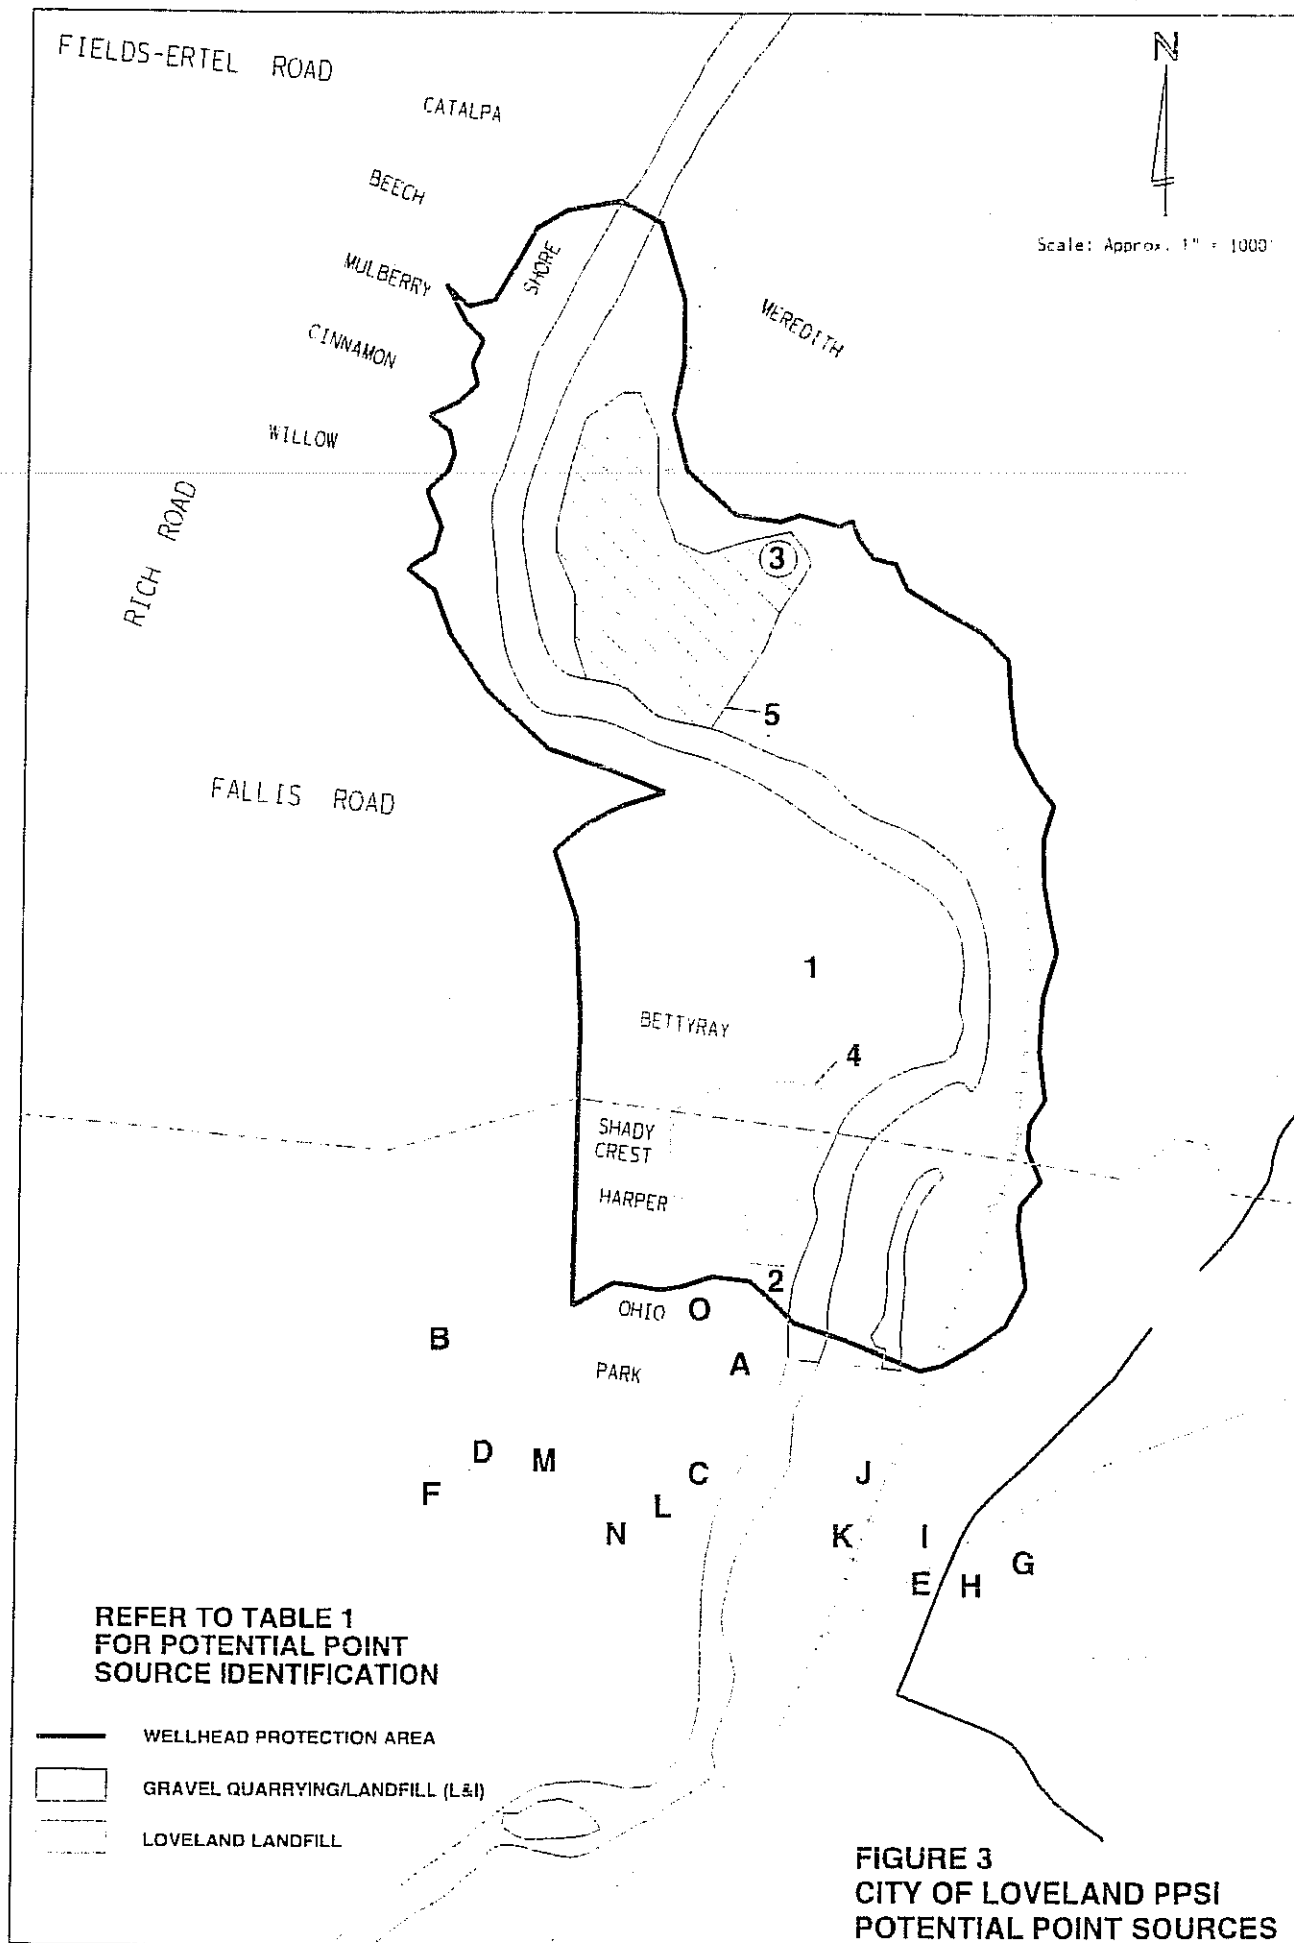 FIELDS-ERTEL ROAD
N
CATALPA
BEECH
Scale: Approx. 1" = 1000'
SHORE
MULBERRY
MEREDITH
CINNAMON
WILLOW
RICH ROAD
3
5
FALLIS ROAD
1
BETTYRAY
4
SHADY
CREST
HARPER
2
OHIO
O
B
A
PARK
D
M
C
J
F
L
N
K
I
G
E
H
REFER TO TABLE 1
FOR POTENTIAL POINT
SOURCE IDENTIFICATION
WELLHEAD PROTECTION AREA
GRAVEL QUARRYING/LANDFILL (L&I)
LOVELAND LANDFILL
FIGURE 3
CITY OF LOVELAND PPSI
POTENTIAL POINT SOURCES